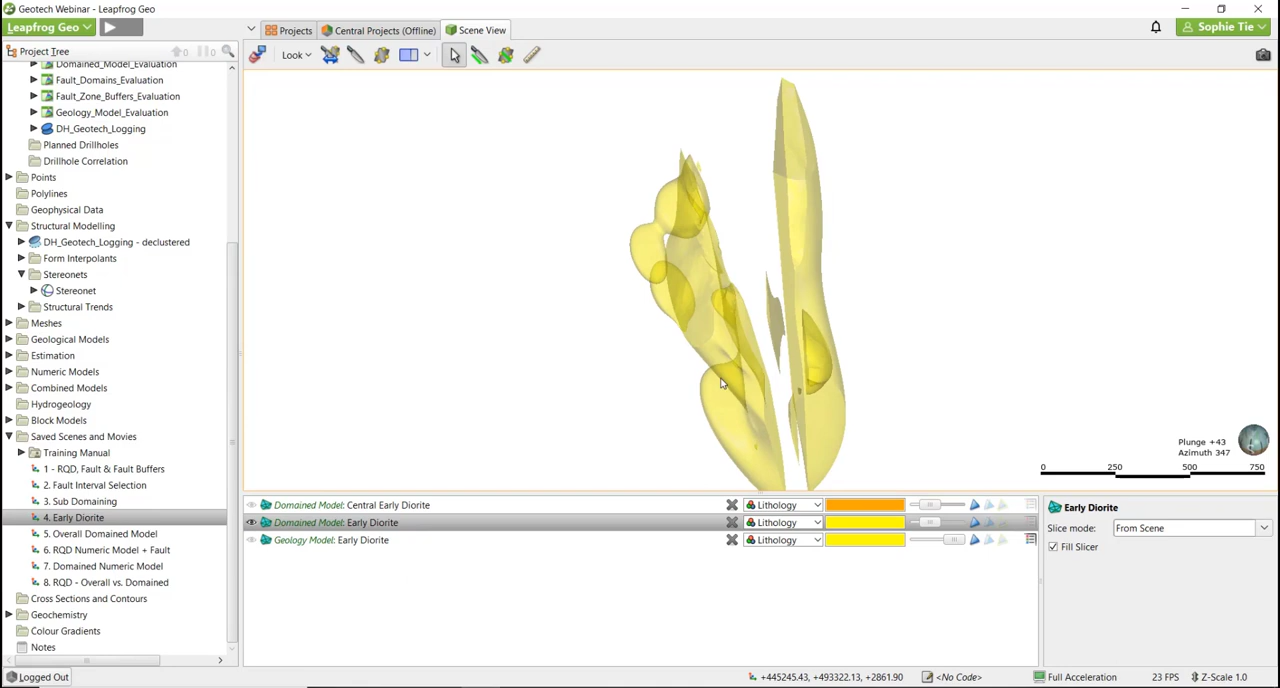 Geotech Webinar - Leapfrog Geo
Leapfrog Geo
Projects
Central Projects (Offline)
Scene View
Sophie Tie
Project Tree
0
0
Look
Domained_Model_Evaluation
Fault_Domains_Evaluation
Fault_Zone_Buffers_Evaluation
Geology_Model_Evaluation
DH_Geotech_Logging
Planned Drillholes
Drillhole Correlation
Points
Polylines
Geophysical Data
Structural Modelling
DH_Geotech_Logging - declustered
Form Interpolants
Stereonets
Stereonet
Structural Trends
Meshes
Geological Models
Estimation
Numeric Models
Combined Models
Hydrogeology
Block Models
Saved Scenes and Movies
Training Manual
1 - RQD, Fault & Fault Buffers
2. Fault Interval Selection
3. Sub Domaining
4. Early Diorite
5. Overall Domained Model
6. RQD Numeric Model + Fault
7. Domained Numeric Model
8. RQD - Overall vs. Domained
Cross Sections and Contours
Geochemistry
Colour Gradients
Notes
Plunge +43
Azimuth 347
0 250 500 750
Domained Model: Central Early Diorite Lithology
Domained Model: Early Diorite Lithology
Geology Model: Early Diorite Lithology
Early Diorite
Slice mode: From Scene
Fill Slicer
Logged Out
+445245.43, +493322.13, +2861.90
<No Code>
Full Acceleration
23 FPS
Z-Scale 1.0